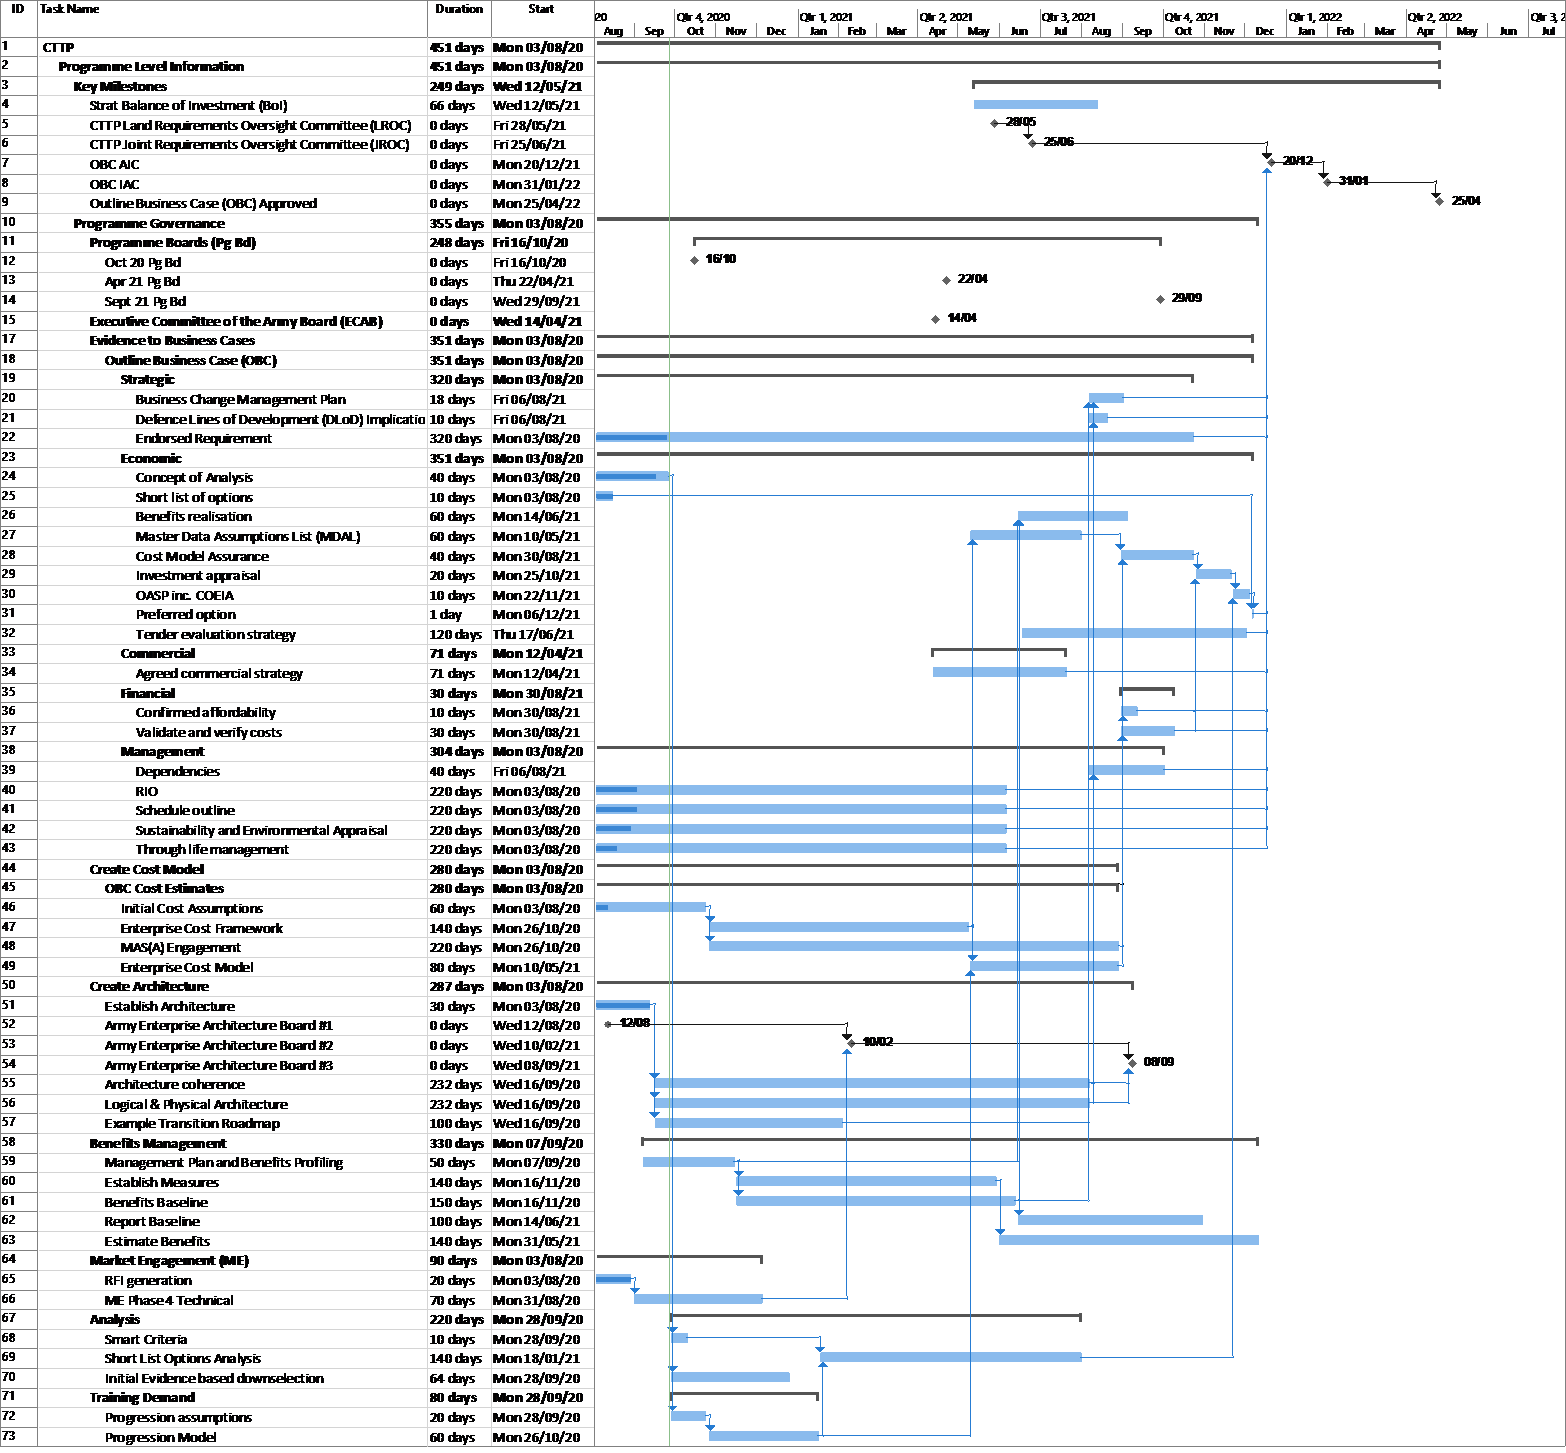 ID Task Name Duration Start 20 Qtr 4, 2020 Qtr 1, 2021 Qtr 2, 2021 Qtr 3, 2021 Qtr 4, 2021 Qtr 1, 2022 Qtr 2, 2022 Qtr 3, 2
Aug Sep Oct Nov Dec Jan Feb Mar Apr May Jun Jul Aug Sep Oct Nov Dec Jan Feb Mar Apr May Jun Jul
1 CTTP 451 days Mon 03/08/20
2 Programme Level Information 451 days Mon 03/08/20
3 Key Milestones 249 days Wed 12/05/21
4 Strat Balance of Investment (BoI) 66 days Wed 12/05/21
5 CTTP Land Requirements Oversight Committee (LROC) 0 days Fri 28/05/21 28/05
6 CTTP Joint Requirements Oversight Committee (JROC) 0 days Fri 25/06/21 25/06
7 OBC AIC 0 days Mon 20/12/21 20/12
8 OBC IAC 0 days Mon 31/01/22 31/01
9 Outline Business Case (OBC) Approved 0 days Mon 25/04/22 25/04
10 Programme Governance 355 days Mon 03/08/20
11 Programme Boards (Pg Bd) 248 days Fri 16/10/20
12 Oct 20 Pg Bd 0 days Fri 16/10/20 16/10
13 Apr 21 Pg Bd 0 days Thu 22/04/21 22/04
14 Sept 21 Pg Bd 0 days Wed 29/09/21 29/09
15 Executive Committee of the Army Board (ECAB) 0 days Wed 14/04/21 14/04
17 Evidence to Business Cases 351 days Mon 03/08/20
18 Outline Business Case (OBC) 351 days Mon 03/08/20
19 Strategic 320 days Mon 03/08/20
20 Business Change Management Plan 18 days Fri 06/08/21
21 Defence Lines of Development (DLoD) Implicatio 10 days Fri 06/08/21
22 Endorsed Requirement 320 days Mon 03/08/20
23 Economic 351 days Mon 03/08/20
24 Concept of Analysis 40 days Mon 03/08/20
25 Short list of options 10 days Mon 03/08/20
26 Benefits realisation 60 days Mon 14/06/21
27 Master Data Assumptions List (MDAL) 60 days Mon 10/05/21
28 Cost Model Assurance 40 days Mon 30/08/21
29 Investment appraisal 20 days Mon 25/10/21
30 OASP inc. COEIA 10 days Mon 22/11/21
31 Preferred option 1 day Mon 06/12/21
32 Tender evaluation strategy 120 days Thu 17/06/21
33 Commercial 71 days Mon 12/04/21
34 Agreed commercial strategy 71 days Mon 12/04/21
35 Financial 30 days Mon 30/08/21
36 Confirmed affordability 10 days Mon 30/08/21
37 Validate and verify costs 30 days Mon 30/08/21
38 Management 304 days Mon 03/08/20
39 Dependencies 40 days Fri 06/08/21
40 RIO 220 days Mon 03/08/20
41 Schedule outline 220 days Mon 03/08/20
42 Sustainability and Environmental Appraisal 220 days Mon 03/08/20
43 Through life management 220 days Mon 03/08/20
44 Create Cost Model 280 days Mon 03/08/20
45 OBC Cost Estimates 280 days Mon 03/08/20
46 Initial Cost Assumptions 60 days Mon 03/08/20
47 Enterprise Cost Framework 140 days Mon 26/10/20
48 MAS(A) Engagement 220 days Mon 26/10/20
49 Enterprise Cost Model 80 days Mon 10/05/21
50 Create Architecture 287 days Mon 03/08/20
51 Establish Architecture 30 days Mon 03/08/20
52 Army Enterprise Architecture Board #1 0 days Wed 12/08/20 12/08
53 Army Enterprise Architecture Board #2 0 days Wed 10/02/21 10/02
54 Army Enterprise Architecture Board #3 0 days Wed 08/09/21 08/09
55 Architecture coherence 232 days Wed 16/09/20
56 Logical & Physical Architecture 232 days Wed 16/09/20
57 Example Transition Roadmap 100 days Wed 16/09/20
58 Benefits Management 330 days Mon 07/09/20
59 Management Plan and Benefits Profiling 50 days Mon 07/09/20
60 Establish Measures 140 days Mon 16/11/20
61 Benefits Baseline 150 days Mon 16/11/20
62 Report Baseline 100 days Mon 14/06/21
63 Estimate Benefits 140 days Mon 31/05/21
64 Market Engagement (ME) 90 days Mon 03/08/20
65 RFI generation 20 days Mon 03/08/20
66 ME Phase 4 Technical 70 days Mon 31/08/20
67 Analysis 220 days Mon 28/09/20
68 Smart Criteria 10 days Mon 28/09/20
69 Short List Options Analysis 140 days Mon 18/01/21
70 Initial Evidence based downselection 64 days Mon 28/09/20
71 Training Demand 80 days Mon 28/09/20
72 Progression assumptions 20 days Mon 28/09/20
73 Progression Model 60 days Mon 26/10/20